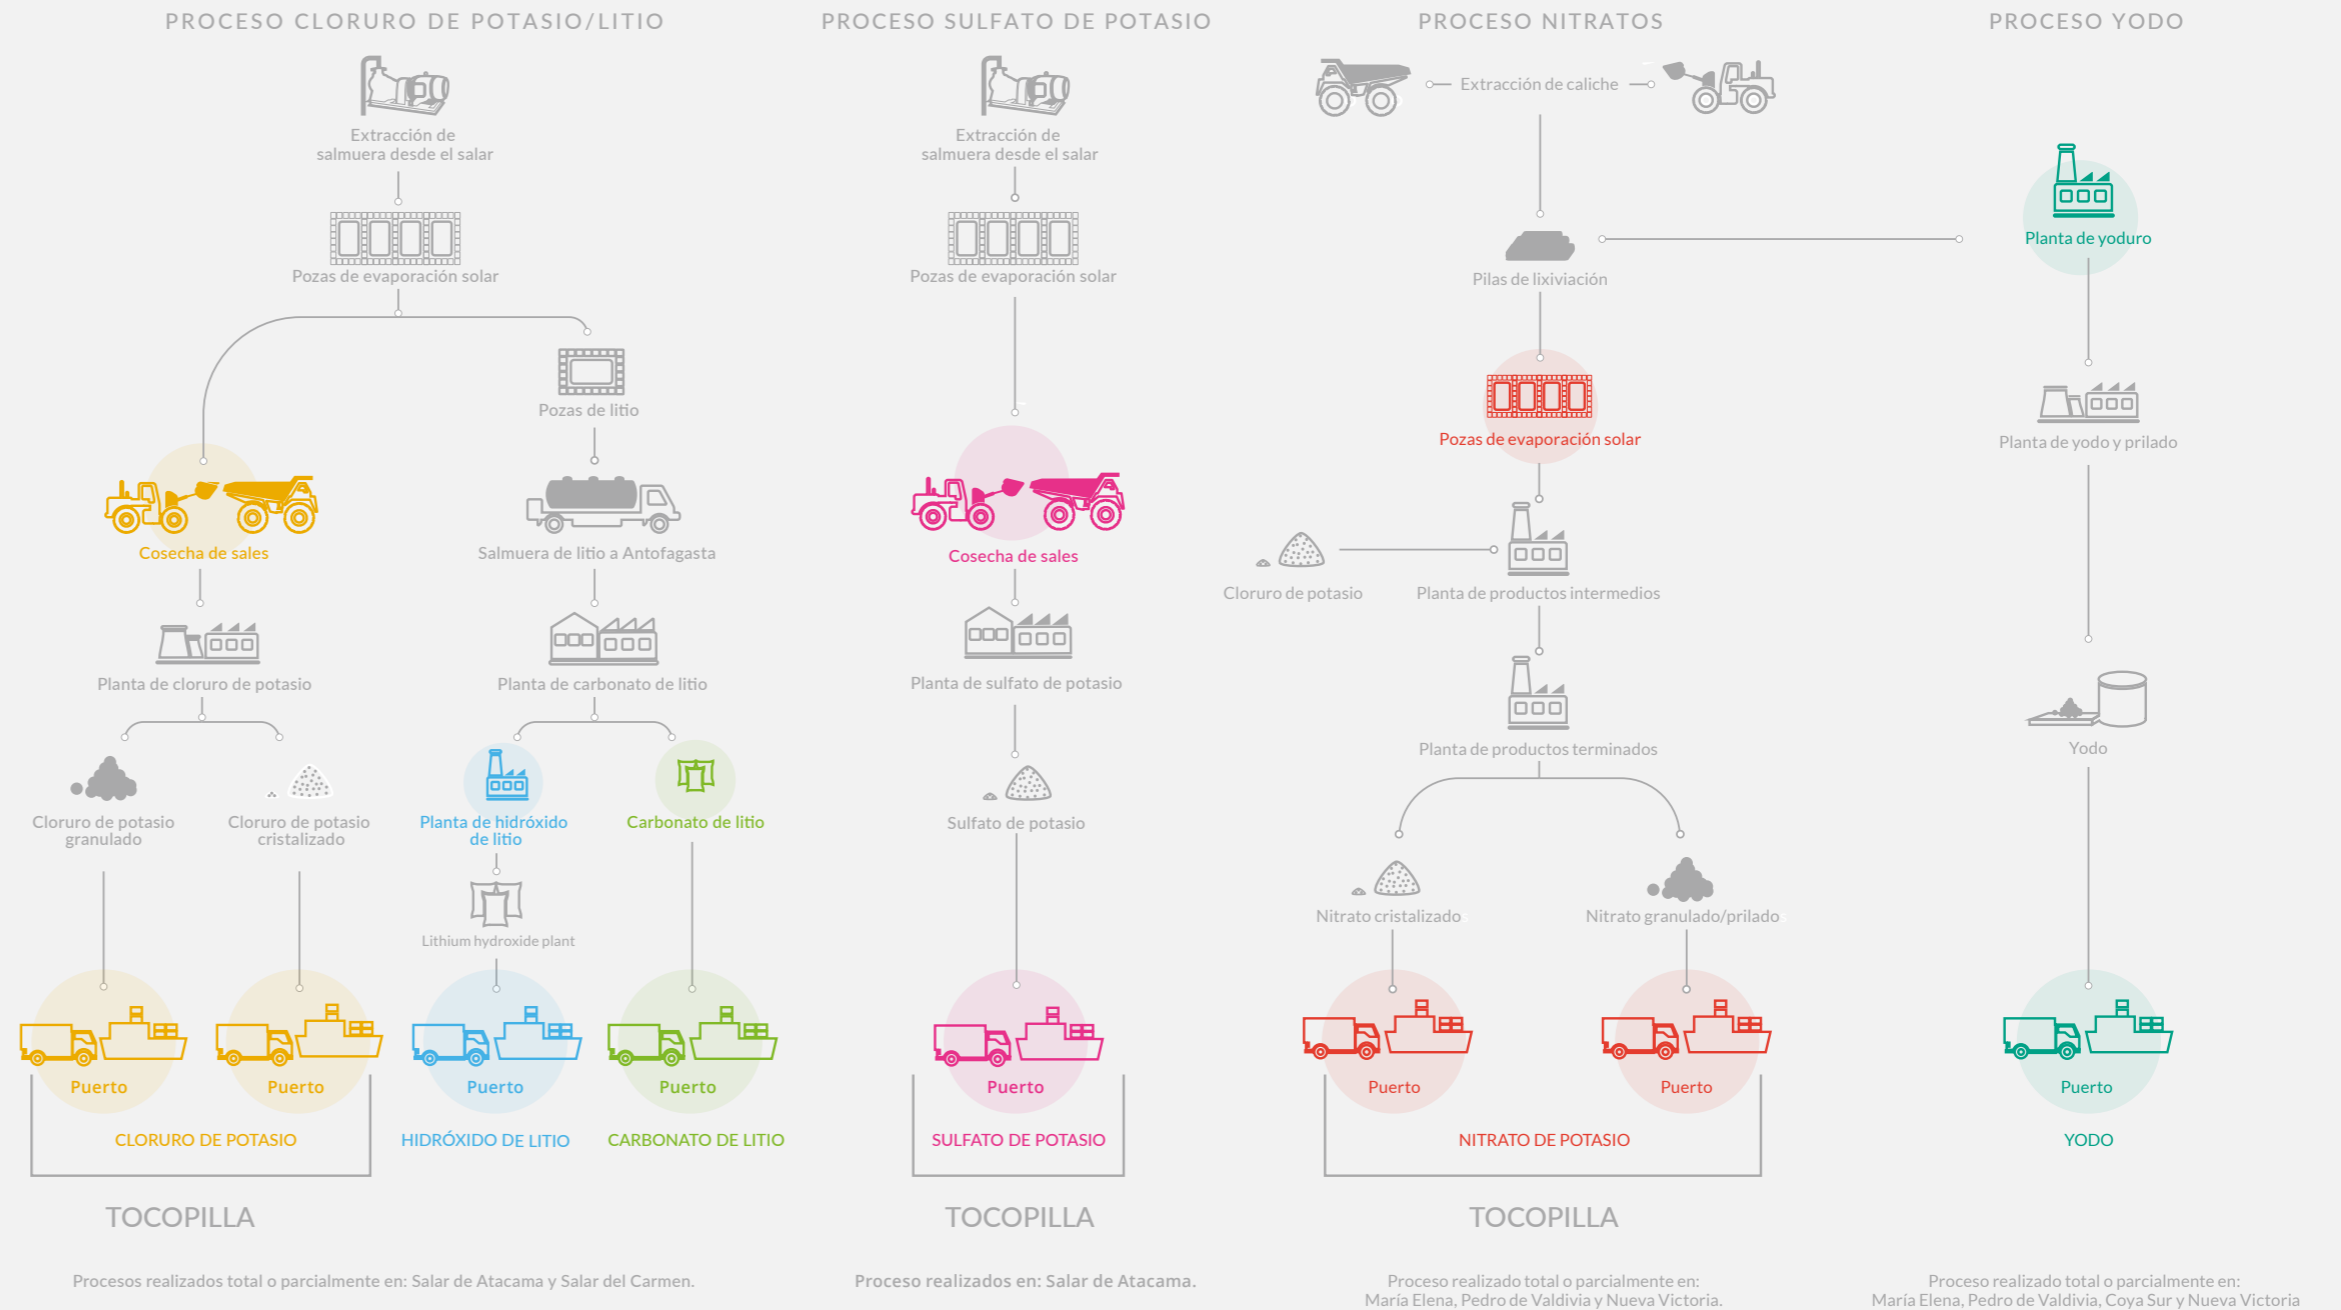 PROCESO CLORURO DE POTASIO/LITIO
Extracción de
salmuera desde el salar
Pozas de evaporación solar
Pozas de litio
Cosecha de sales
Salmuera de litio a Antofagasta
Planta de cloruro de potasio
Planta de carbonato de litio
Cloruro de potasio
granulado
Cloruro de potasio
cristalizado
Planta de hidróxido
de litio
Carbonato de litio
Lithium hydroxide plant
Puerto
Puerto
Puerto
Puerto
CLORURO DE POTASIO
HIDRÓXIDO DE LITIO
CARBONATO DE LITIO
TOCOPILLA
Procesos realizados total o parcialmente en: Salar de Atacama y Salar del Carmen.
PROCESO SULFATO DE POTASIO
Extracción de
salmuera desde el salar
Pozas de evaporación solar
Cosecha de sales
Planta de sulfato de potasio
Sulfato de potasio
Puerto
SULFATO DE POTASIO
TOCOPILLA
Proceso realizados en: Salar de Atacama.
PROCESO NITRATOS
Extracción de caliche
Pilas de lixiviación
Pozas de evaporación solar
Cloruro de potasio
Planta de productos intermedios
Planta de productos terminados
Nitrato cristalizado
Nitrato granulado/prilado
Puerto
Puerto
NITRATO DE POTASIO
TOCOPILLA
Proceso realizado total o parcialmente en:
María Elena, Pedro de Valdivia y Nueva Victoria.
PROCESO YODO
Planta de yoduro
Planta de yodo y prilado
Yodo
Puerto
YODO
Proceso realizado total o parcialmente en:
María Elena, Pedro de Valdivia, Coya Sur y Nueva Victoria